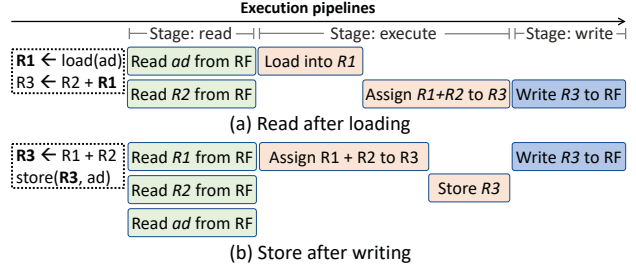 Execution pipelines
Stage: read Stage: execute Stage: write
R1 ← load(ad) Read ad from RF Load into R1
R3 ← R2 + R1 Read R2 from RF Assign R1+R2 to R3 Write R3 to RF
(a) Read after loading
R3 ← R1 + R2 Read R1 from RF Assign R1 + R2 to R3 Write R3 to RF
store(R3, ad) Read R2 from RF Store R3
Read ad from RF
(b) Store after writing